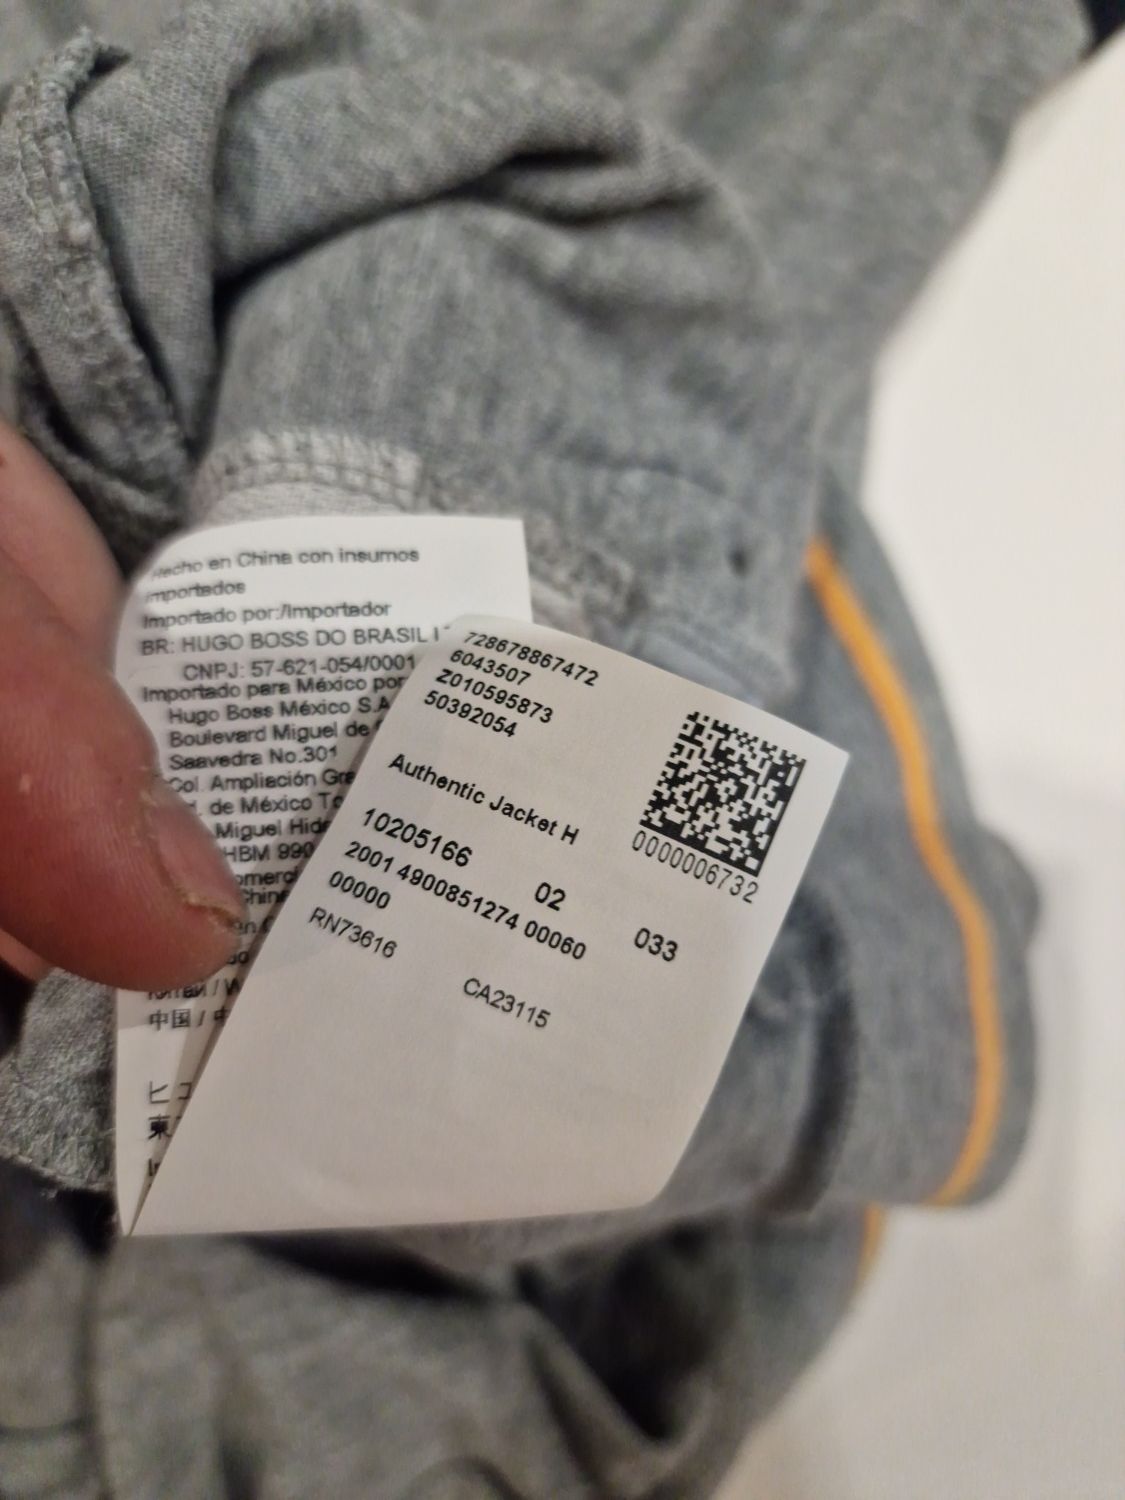 Hecho en China con insumos
importados
Importado por:/Importador
BR: HUGO BOSS DO BRASIL
CNPJ: 57-621-054/0001
Importado para México por
Hugo Boss México S.A
Boulevard Miguel de
Saavedra No.301
Col. Ampliación
de México
Miguel
HBM 990
中国 /
ヒコ
東
728678867472
6043507
Z010595873
50392054
Authentic Jacket H
0000006732
10205166 02 033
2001 4900851274 00060
00000
RN73616
CA23115